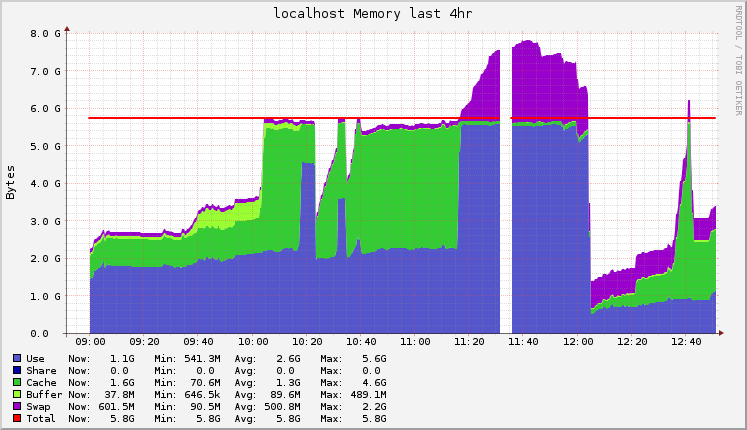 localhost Memory last 4hr
RRDTOOL / TOBI OETIKER
Bytes
8.0 G
7.0 G
6.0 G
5.0 G
4.0 G
3.0 G
2.0 G
1.0 G
0.0
09:00 09:20 09:40 10:00 10:20 10:40 11:00 11:20 11:40 12:00 12:20 12:40
Use Now: 1.1G Min: 541.3M Avg: 2.6G Max: 5.6G
Share Now: 0.0 Min: 0.0 Avg: 0.0 Max: 0.0
Cache Now: 1.6G Min: 70.6M Avg: 1.3G Max: 4.6G
Buffer Now: 37.8M Min: 646.5k Avg: 89.6M Max: 489.1M
Swap Now: 601.5M Min: 90.5M Avg: 500.8M Max: 2.2G
Total Now: 5.8G Min: 5.8G Avg: 5.8G Max: 5.8G